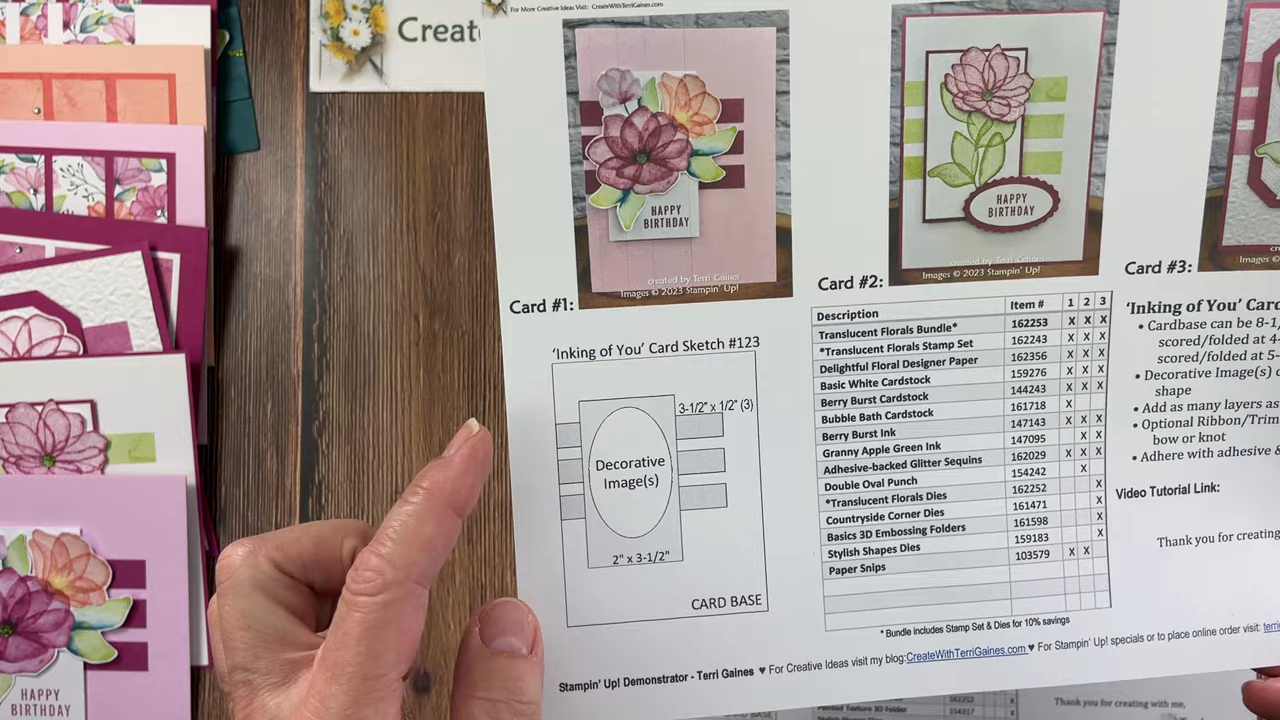 For More Creative Ideas Visit: CreateWithTerriGaines.com
HAPPY
BIRTHDAY
created by Terri Gaines
Images © 2023 Stampin' Up!
Card #1:
HAPPY
BIRTHDAY
created by Terri Gaines
Images © 2023 Stampin' Up!
Card #2:
Card #3:
'Inking of You' Card Sketch #123
3-1/2" x 1/2" (3)
Decorative
Image(s)
2" x 3-1/2"
CARD BASE
Description Item # 1 2 3
Translucent Florals Bundle* 162253 X X X
*Translucent Florals Stamp Set 162243 X X X
Delightful Floral Designer Paper 162356 X X X
Basic White Cardstock 159276 X X X
Berry Burst Cardstock 144243 X X X
Bubble Bath Cardstock 161718 X
Berry Burst Ink 147143 X X X
Granny Apple Green Ink 147095 X X
Adhesive-backed Glitter Sequins 162029 X X X
Double Oval Punch 154242 X
*Translucent Florals Dies 162252 X
Countryside Corner Dies 161471 X
Basics 3D Embossing Folders 161598 X
Stylish Shapes Dies 159183 X
Paper Snips 103579 X X
* Bundle includes Stamp Set & Dies for 10% savings
'Inking of You'
• Cardbase can be
scored/folded at
scored/folded at
• Decorative Image(s)
shape
• Add as many layers as
• Optional Ribbon/Trim
bow or knot
• Adhere with adhesive &
Video Tutorial Link:
Thank you for creating
Stampin' Up! Demonstrator - Terri Gaines ♥ For Creative Ideas visit my blog:CreateWithTerriGaines.com ♥ For Stampin' Up! specials or to place online order visit:
HAPPY
BIRTHDAY
CARD BASE
154317 X
Thank you for creating with me,